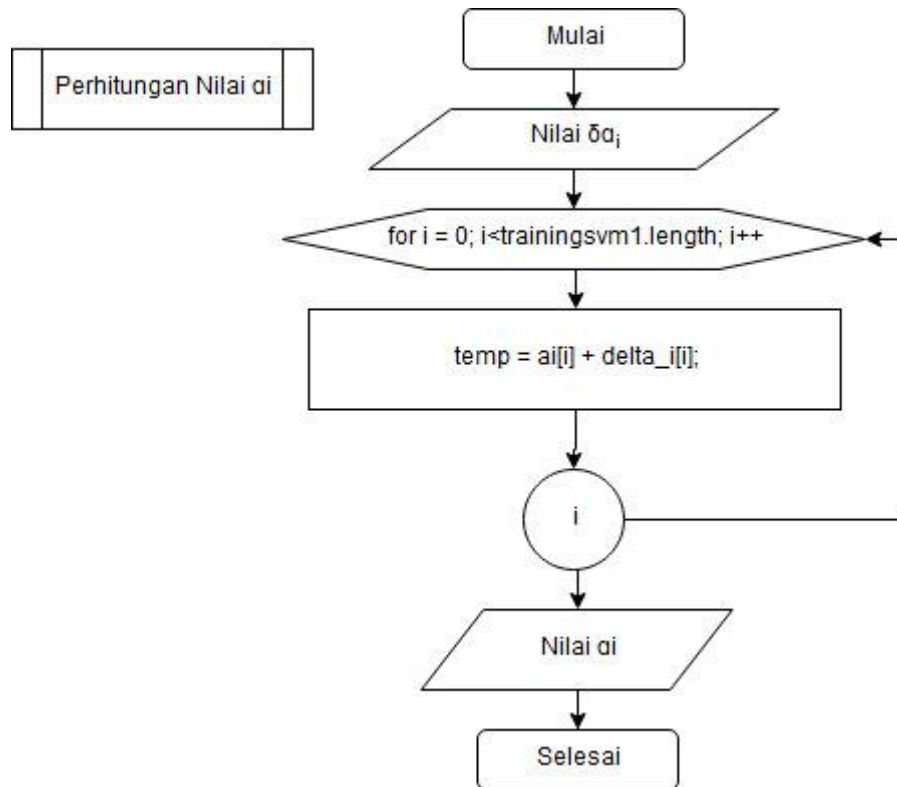 Mulai
Perhitungan Nilai αi
Nilai δαᵢ
for i = 0; i<trainingsvm1.length; i++
temp = ai[i] + delta_i[i];
i
Nilai αi
Selesai